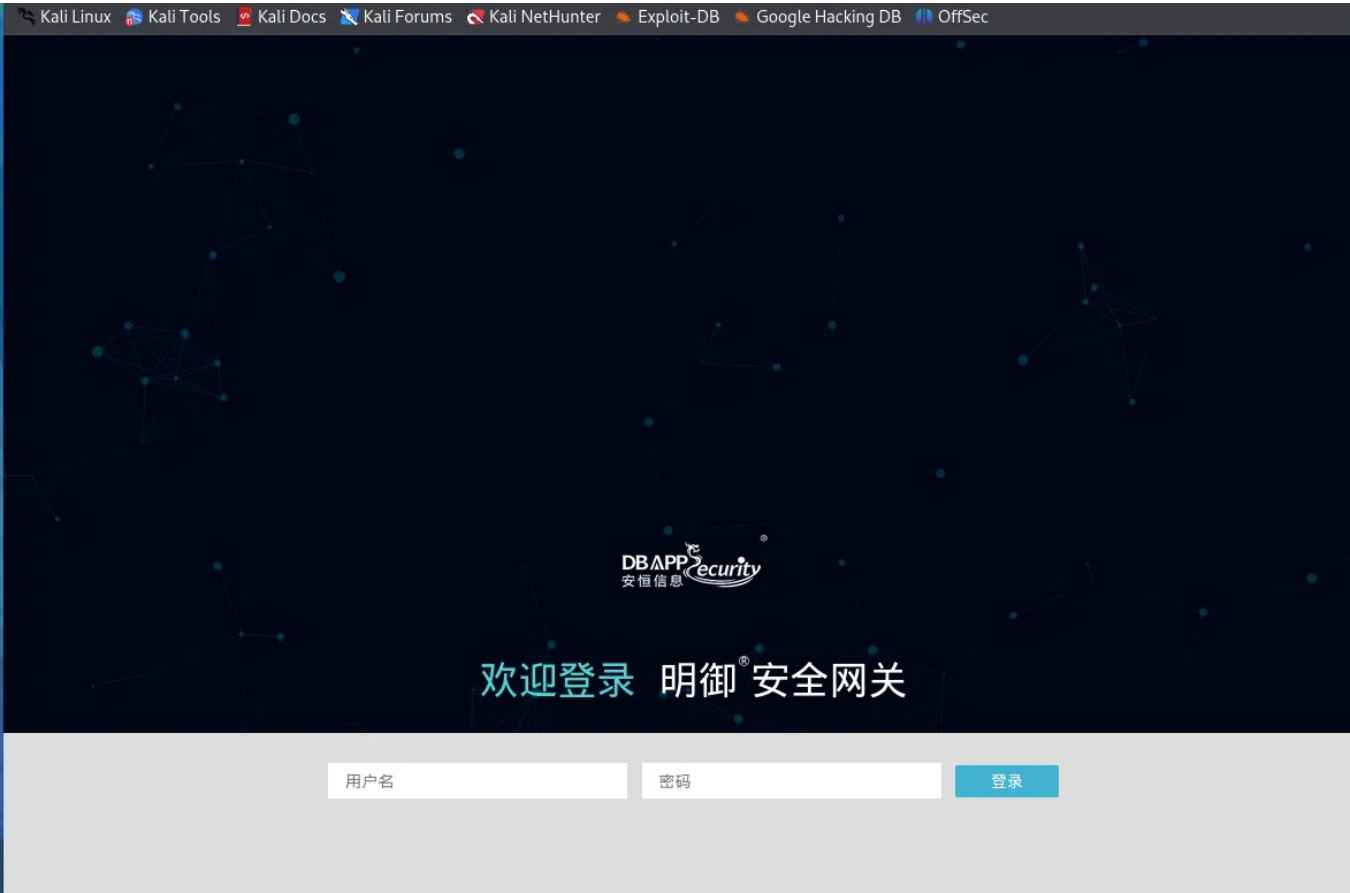 Kali Linux Kali Tools Kali Docs Kali Forums Kali NetHunter Exploit-DB Google Hacking DB OffSec
DBAPPSecurity®
安恒信息
欢迎登录 明御®安全网关
用户名 密码 登录